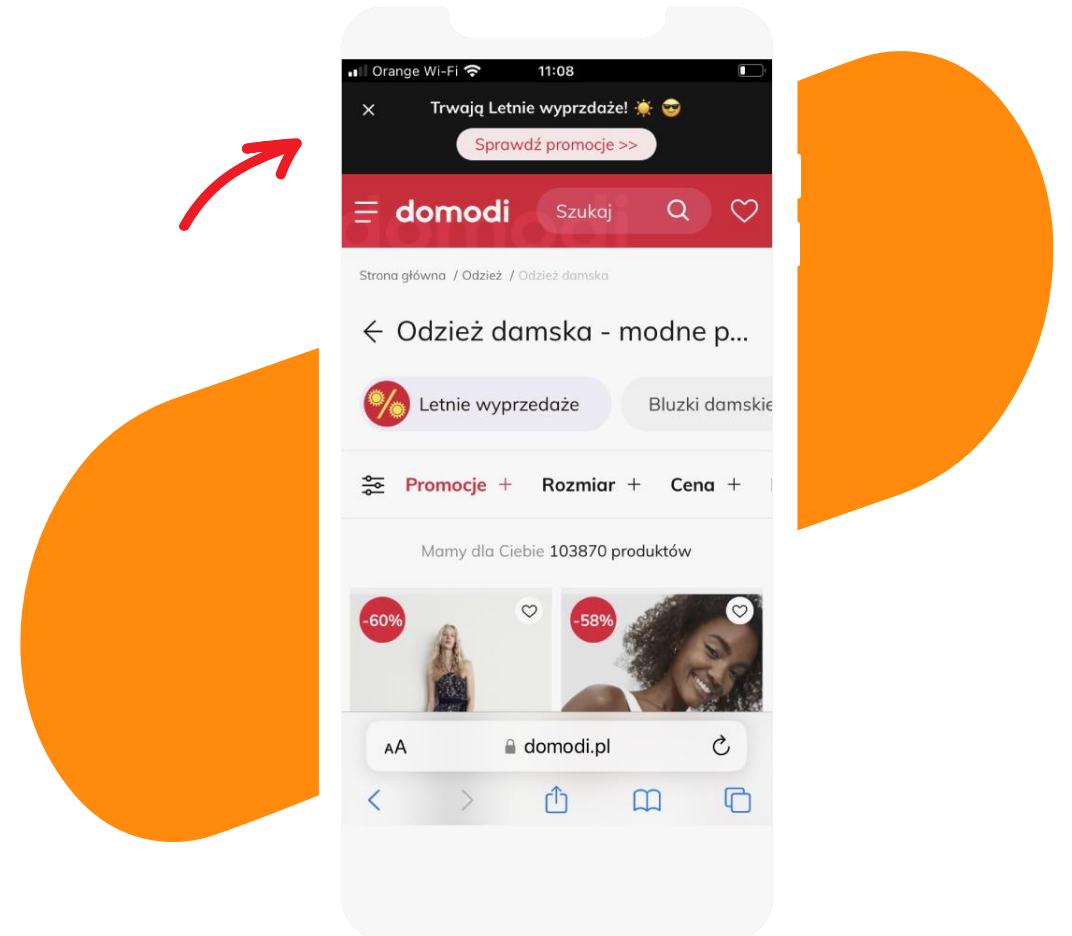 Orange Wi-Fi 11:08
Trwają Letnie wyprzdaże! ☀️ 😎
Sprawdź promocje >>
domodi Szukaj
Strona główna / Odzież / Odzież damska
Odzież damska - modne p...
% Letnie wyprzedaże Bluzki damskie
Promocje + Rozmiar + Cena +
Mamy dla Ciebie 103870 produktów
-60% -58%
AA domodi.pl